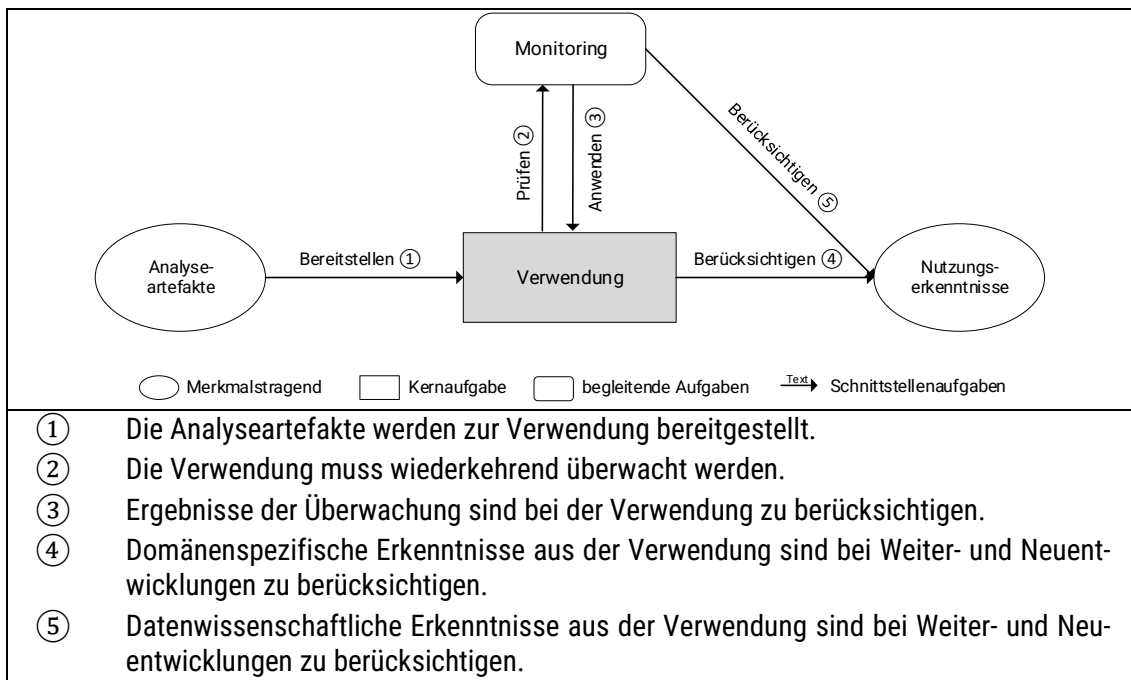 Monitoring
Prüfen ②
Anwenden ③
Berücksichtigen ⑤
Analyse-
artefakte
Bereitstellen ①
Verwendung
Berücksichtigen ④
Nutzungs-
erkenntnisse
Merkmalstragend
Kernaufgabe
begleitende Aufgaben
Text
Schnittstellenaufgaben
① Die Analyseartefakte werden zur Verwendung bereitgestellt.
② Die Verwendung muss wiederkehrend überwacht werden.
③ Ergebnisse der Überwachung sind bei der Verwendung zu berücksichtigen.
④ Domänenspezifische Erkenntnisse aus der Verwendung sind bei Weiter- und Neuent-
wicklungen zu berücksichtigen.
⑤ Datenwissenschaftliche Erkenntnisse aus der Verwendung sind bei Weiter- und Neu-
entwicklungen zu berücksichtigen.